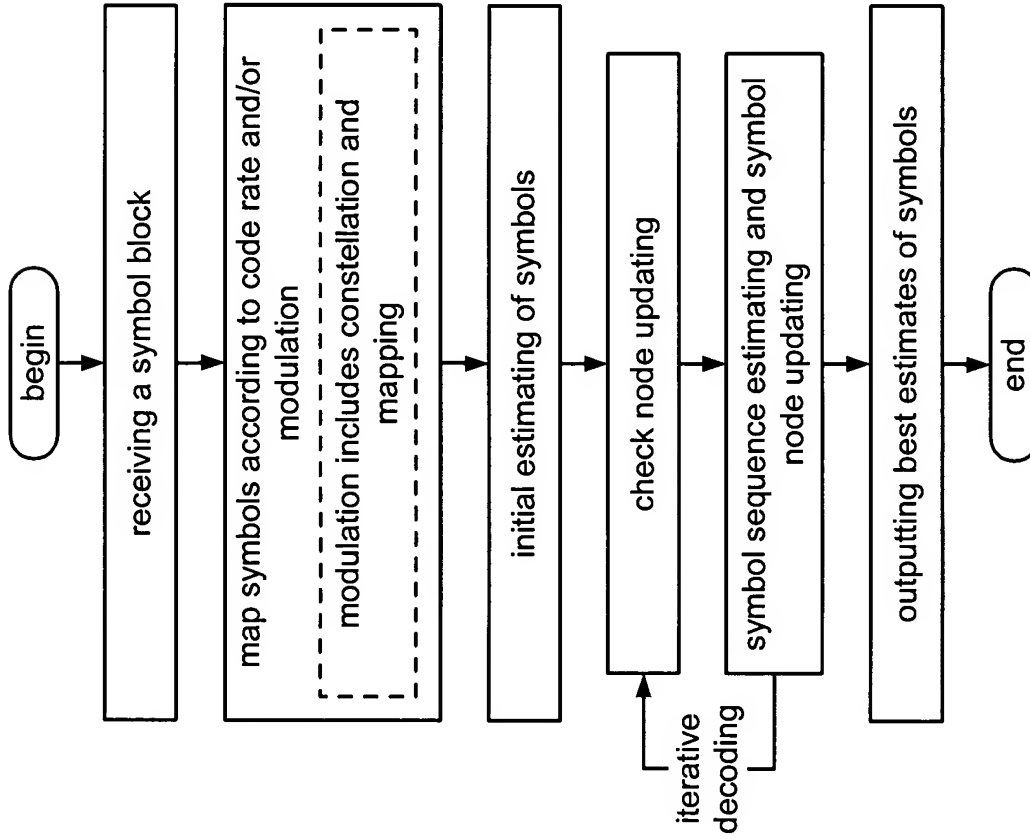 begin
receiving a symbol block
map symbols according to code rate and/or
modulation
modulation includes constellation and
mapping
initial estimating of symbols
check node updating
iterative
decoding
symbol sequence estimating and symbol
node updating
outputting best estimates of symbols
end